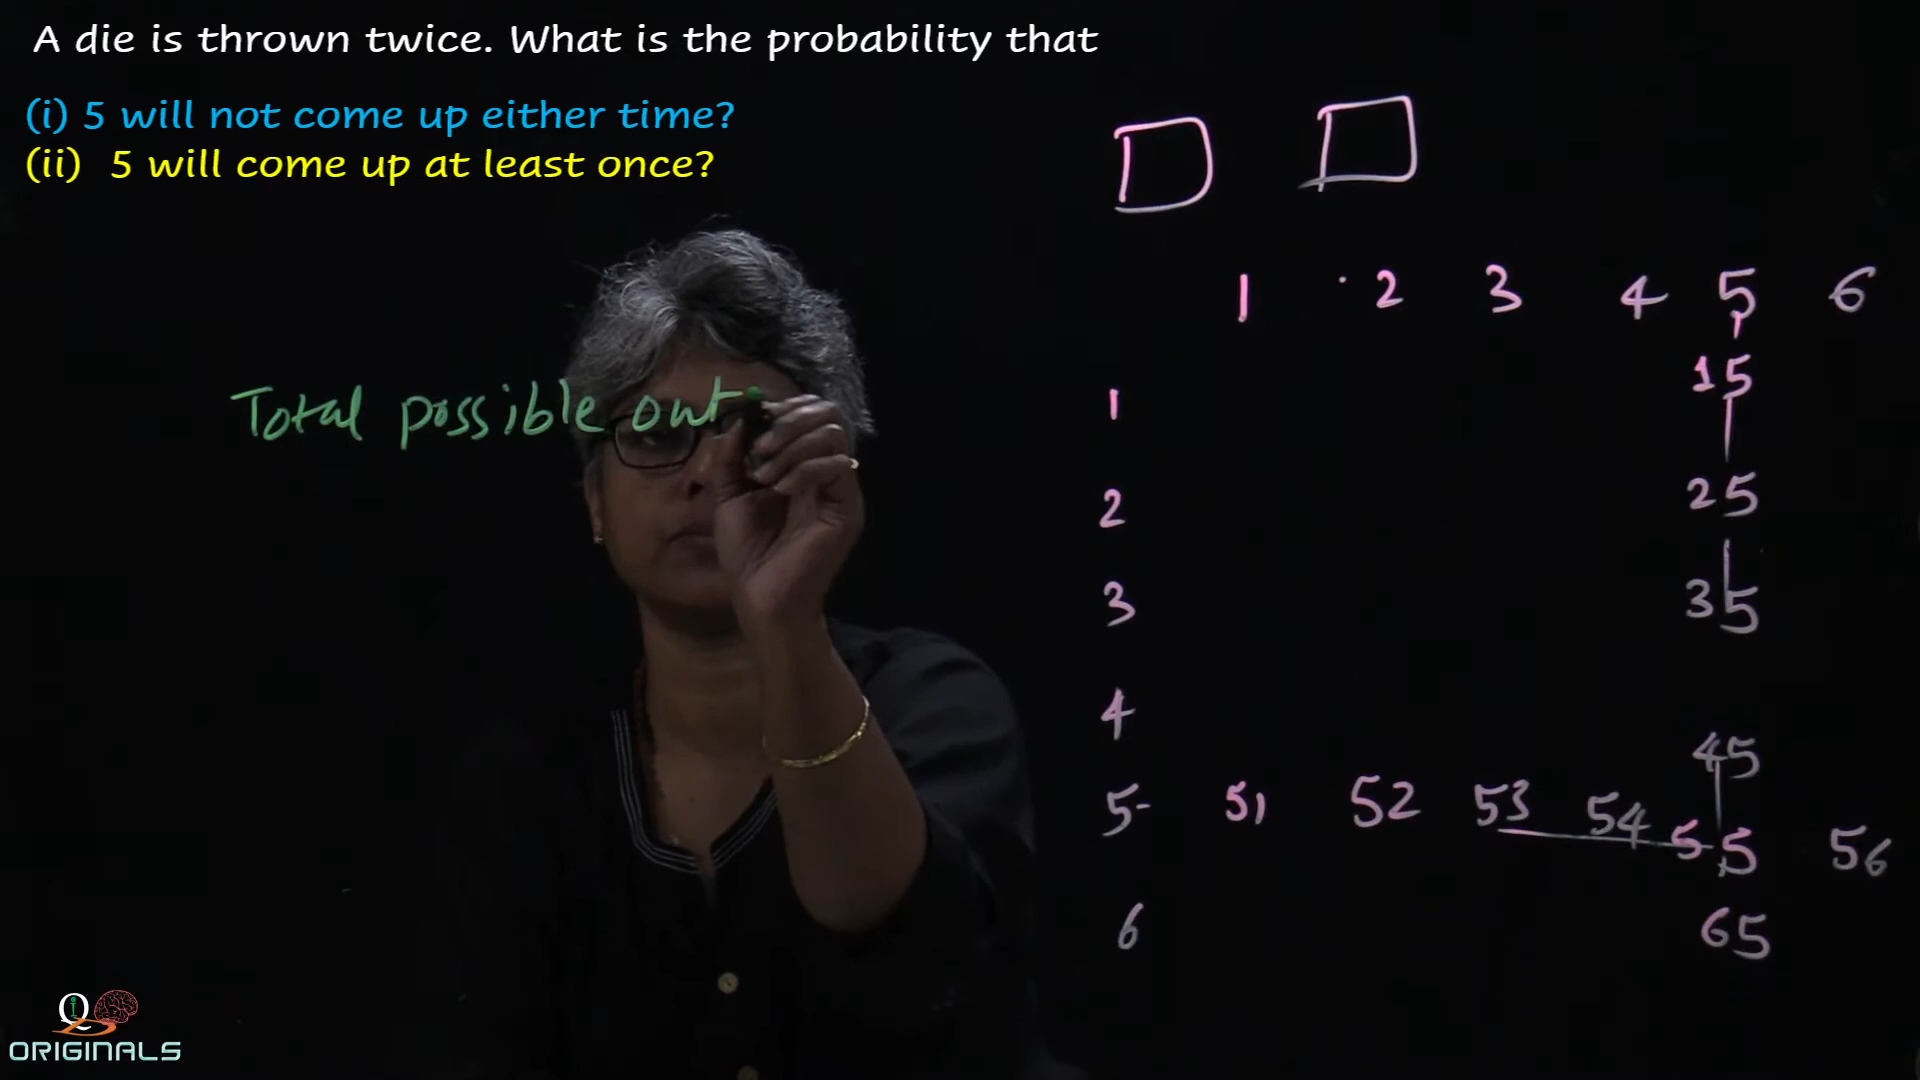 A die is thrown twice. What is the probability that
(i) 5 will not come up either time?
(ii) 5 will come up at least once?
1 2 3 4 5 6
Total possible out
15
1
25
2
35
3
4
45
5 51 52 53 54 55 56
6 65
Qi
ORIGINALS